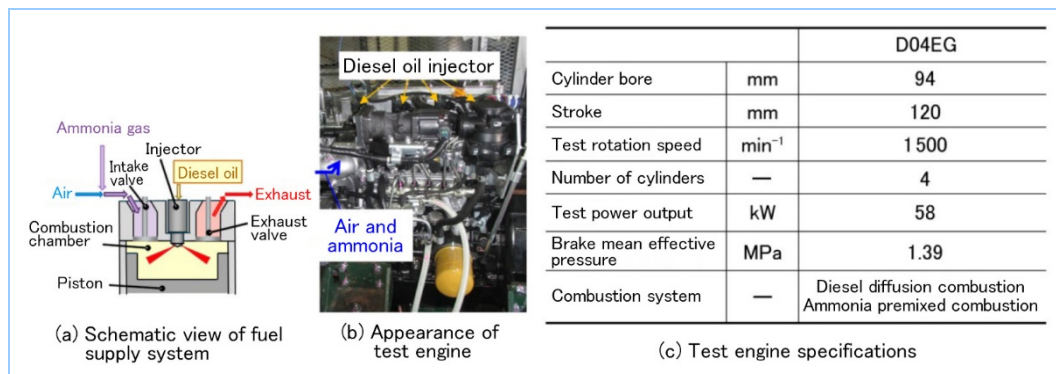 Ammonia gas
Injector
Intake
valve
Diesel oil
Air
Exhaust
Combustion
chamber
Exhaust
valve
Piston
(a) Schematic view of fuel
supply system
Diesel oil injector
Air and
ammonia
(b) Appearance of
test engine
D04EG
Cylinder bore mm 94
Stroke mm 120
Test rotation speed min⁻¹ 1 500
Number of cylinders — 4
Test power output kW 58
Brake mean effective
pressure MPa 1.39
Combustion system — Diesel diffusion combustion
Ammonia premixed combustion
(c) Test engine specifications